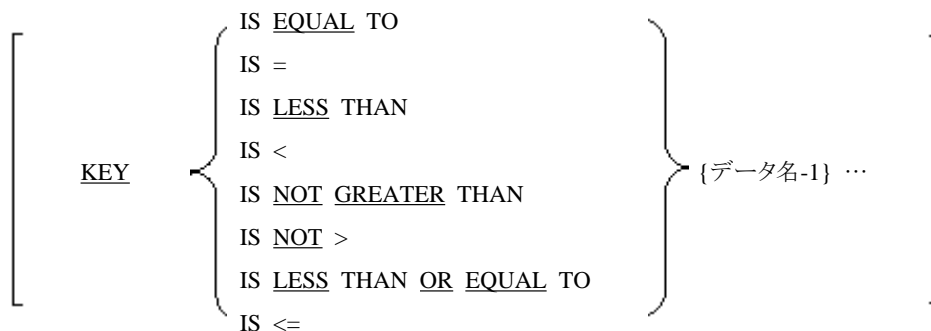 IS EQUAL TO
IS =
IS LESS THAN
IS <
KEY
IS NOT GREATER THAN
{データ名-1} …
IS NOT >
IS LESS THAN OR EQUAL TO
IS <=